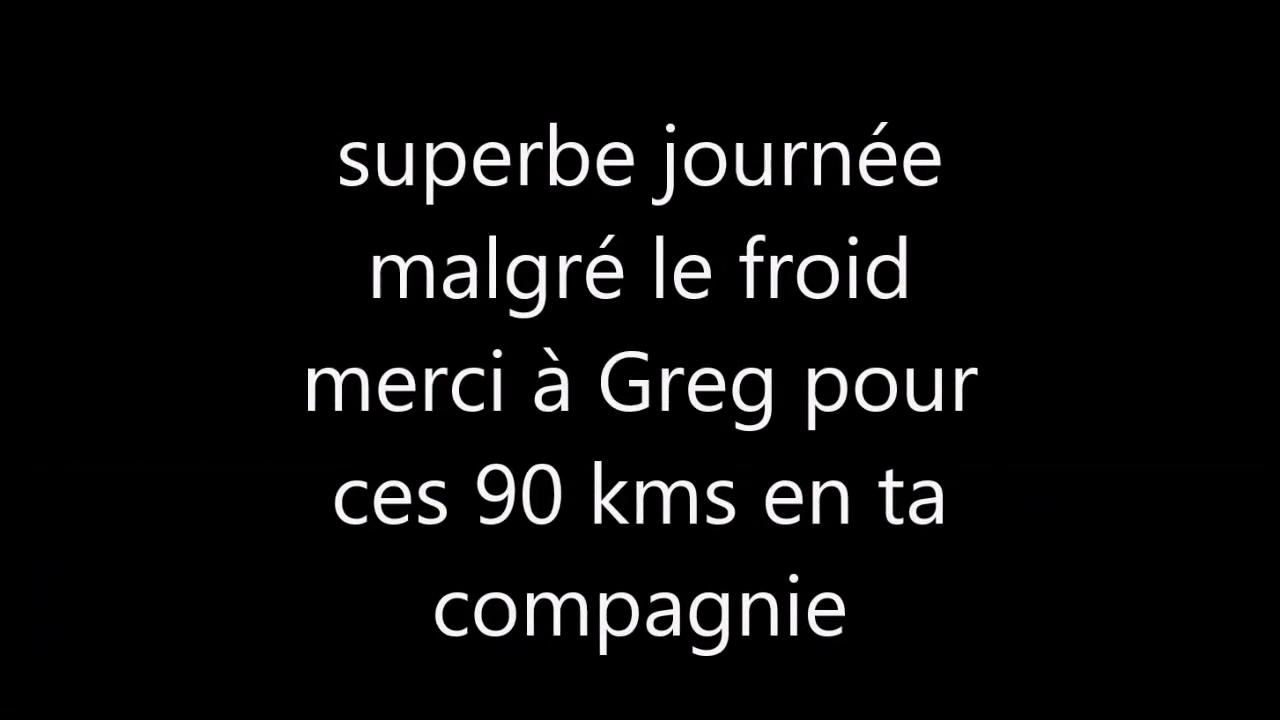 superbe journée
malgré le froid
merci à Greg pour
ces 90 kms en ta
compagnie